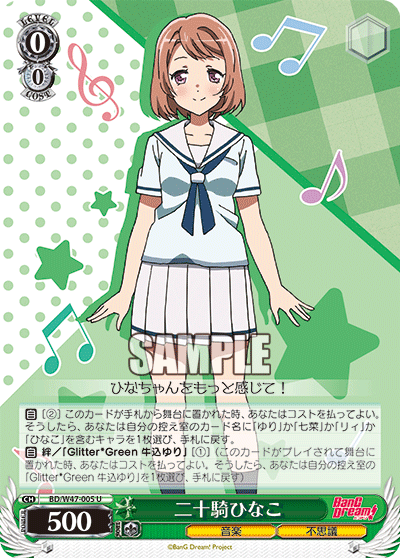 LEVEL
0
0
COST
SAMPLE
ひなちゃんをもっと感じて！
自 [②] このカードが手札から舞台に置かれた時、あなたはコストを払ってよい。
そうしたら、あなたは自分の控え室のカード名に「ゆり」か「七菜」か「リィ」か
「ひなこ」を含むキャラを1枚選び、手札に戻す。
自 絆／「Glitter*Green 牛込ゆり」 [①] （このカードがプレイされて舞台に
置かれた時、あなたはコストを払ってよい。そうしたら、あなたは自分の控え室の
「Glitter*Green 牛込ゆり」を1枚選び、手札に戻す）
CH BD/W47-005 U
500
二十騎ひなこ
BanG Dream!
音楽 不思議
©BanG Dream! Project